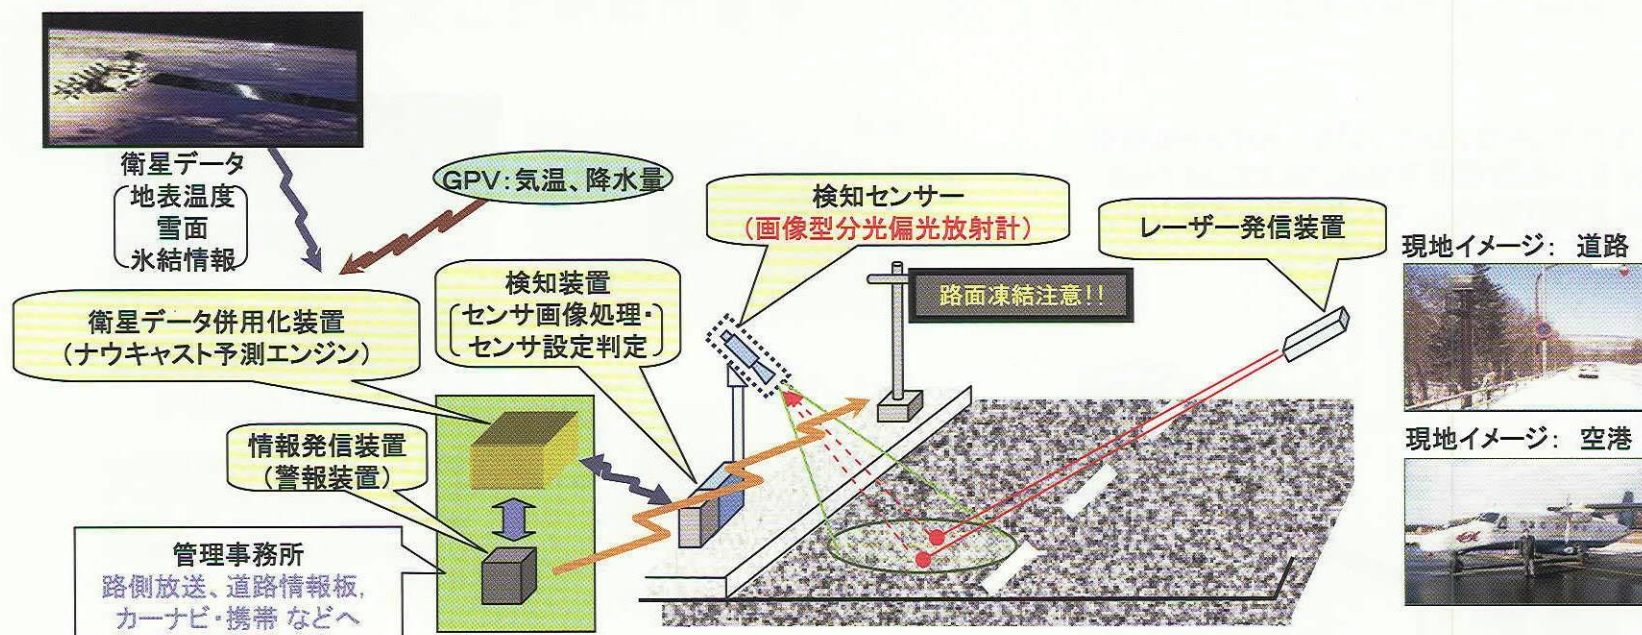 衛星データ
地表温度
雪面
氷結情報
GPV:気温、降水量
検知センサー
(画像型分光偏光放射計)
レーザー発信装置
現地イメージ: 道路
検知装置
センサ画像処理・
センサ設定判定
路面凍結注意!!
衛星データ併用化装置
(ナウキャスト予測エンジン)
現地イメージ: 空港
情報発信装置
(警報装置)
管理事務所
路側放送、道路情報板,
カーナビ・携帯 などへ